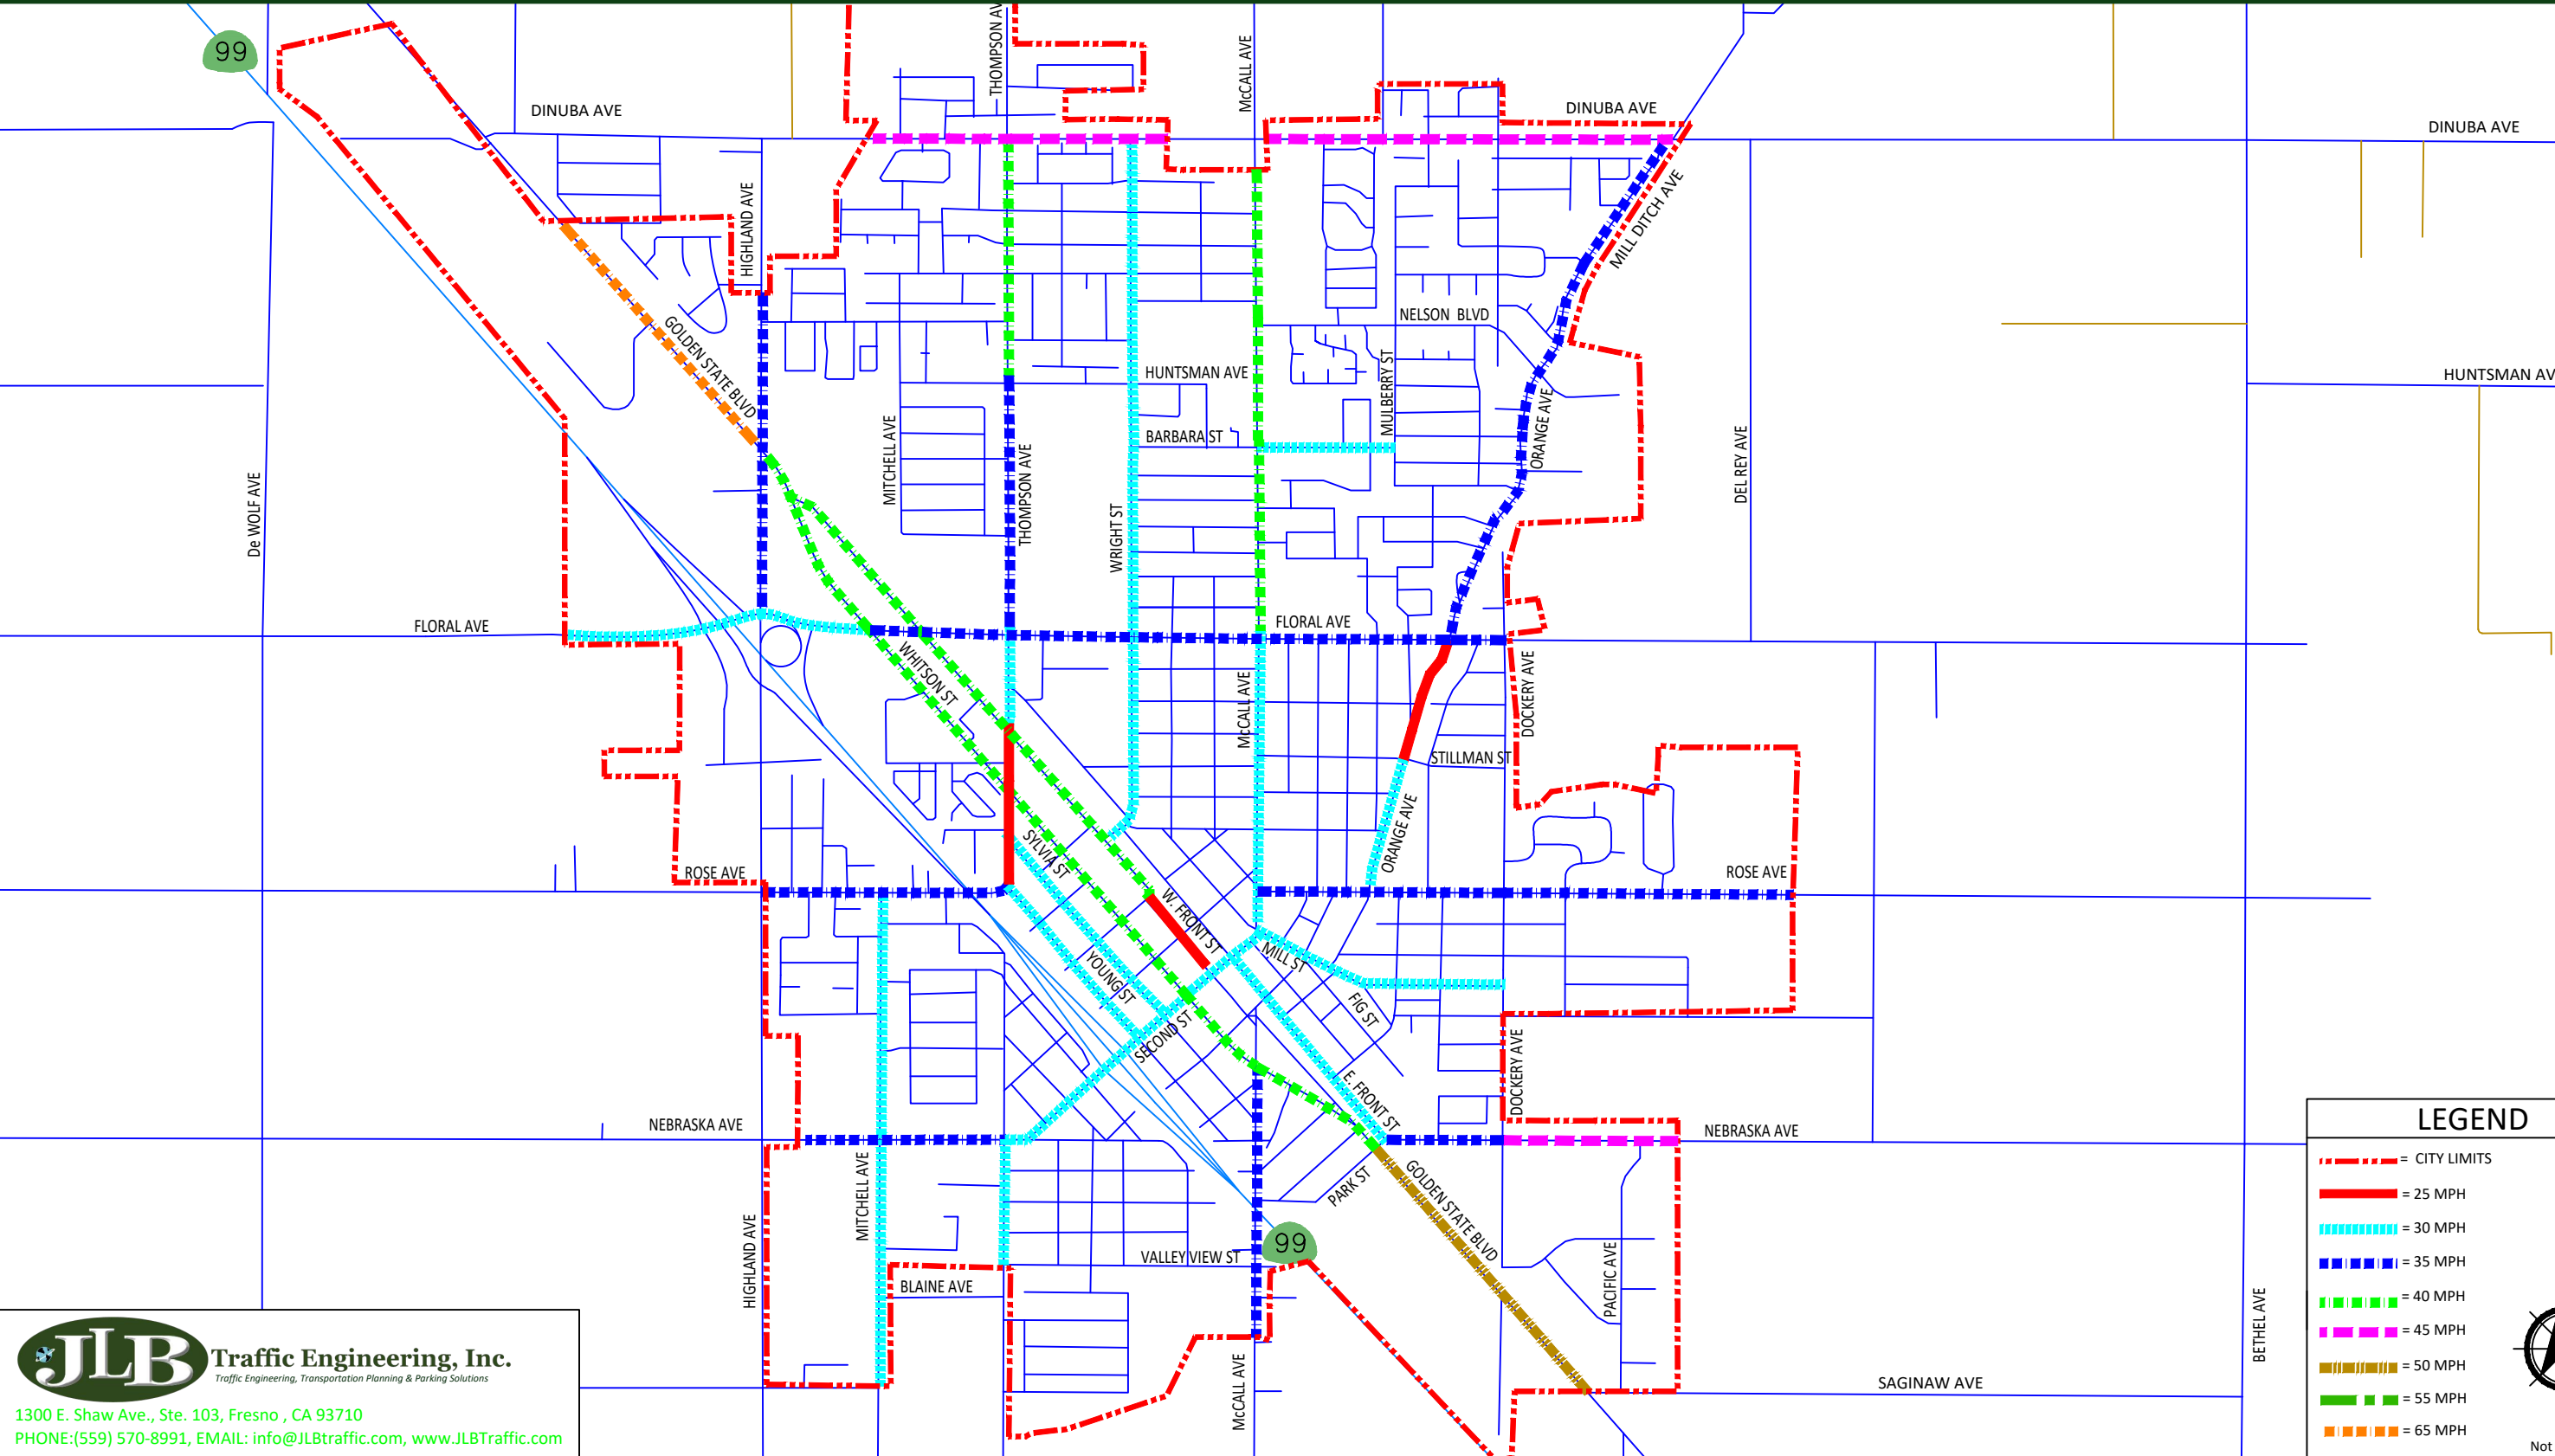 99
THOMPSON AV
McCALL AVE
DINUBA AVE
DINUBA AVE
DINUBA AVE
HIGHLAND AVE
MILL DITCH AVE
GOLDEN STATE BLVD
NELSON BLVD
HUNTSMAN AVE
HUNTSMAN AV
MULBERRY ST
ORANGE AVE
BARBARA ST
MITCHELL AVE
THOMPSON AVE
WRIGHT ST
DEL REY AVE
De WOLF AVE
FLORAL AVE
FLORAL AVE
WHITSON ST
McCALL AVE
DOCKERY AVE
STILLMAN ST
ORANGE AVE
SYLVIA ST
ROSE AVE
ROSE AVE
W. FRONT ST
MILL ST
YOUNG ST
FIG ST
SECOND ST
E. FRONT ST
DOCKERY AVE
NEBRASKA AVE
NEBRASKA AVE
MITCHELL AVE
PARK ST
GOLDEN STATE BLVD
HIGHLAND AVE
99
VALLEY VIEW ST
BLAINE AVE
PACIFIC AVE
McCALL AVE
SAGINAW AVE
BETHEL AVE
LEGEND
= CITY LIMITS
= 25 MPH
= 30 MPH
= 35 MPH
= 40 MPH
= 45 MPH
= 50 MPH
= 55 MPH
= 65 MPH
Not
JLB Traffic Engineering, Inc.
Traffic Engineering, Transportation Planning & Parking Solutions
1300 E. Shaw Ave., Ste. 103, Fresno , CA 93710
PHONE:(559) 570-8991, EMAIL: info@JLBtraffic.com, www.JLBTraffic.com